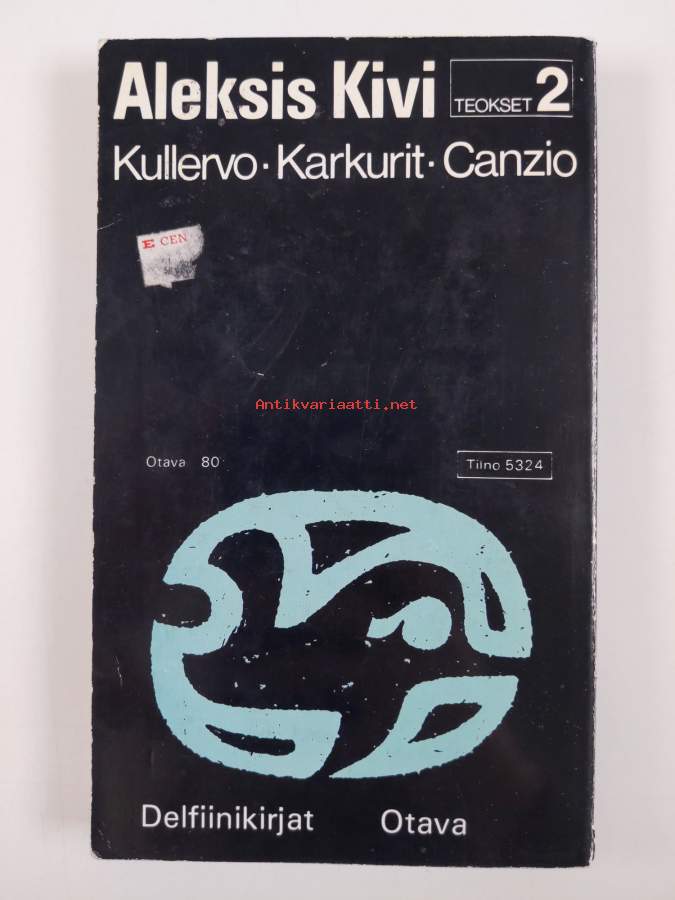 Aleksis Kivi TEOKSET 2
Kullervo · Karkurit · Canzio
E CEN
Antikvariaatti.net
Otava 80 Tilno 5324
Delfiinikirjat Otava